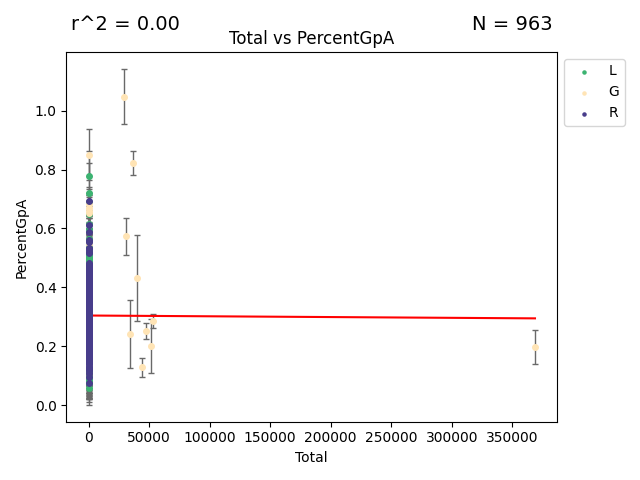 r^2 = 0.00
N = 963
Total vs PercentGpA
L
G
R
1.0
0.8
0.6
0.4
0.2
0.0
PercentGpA
0 50000 100000 150000 200000 250000 300000 350000
Total